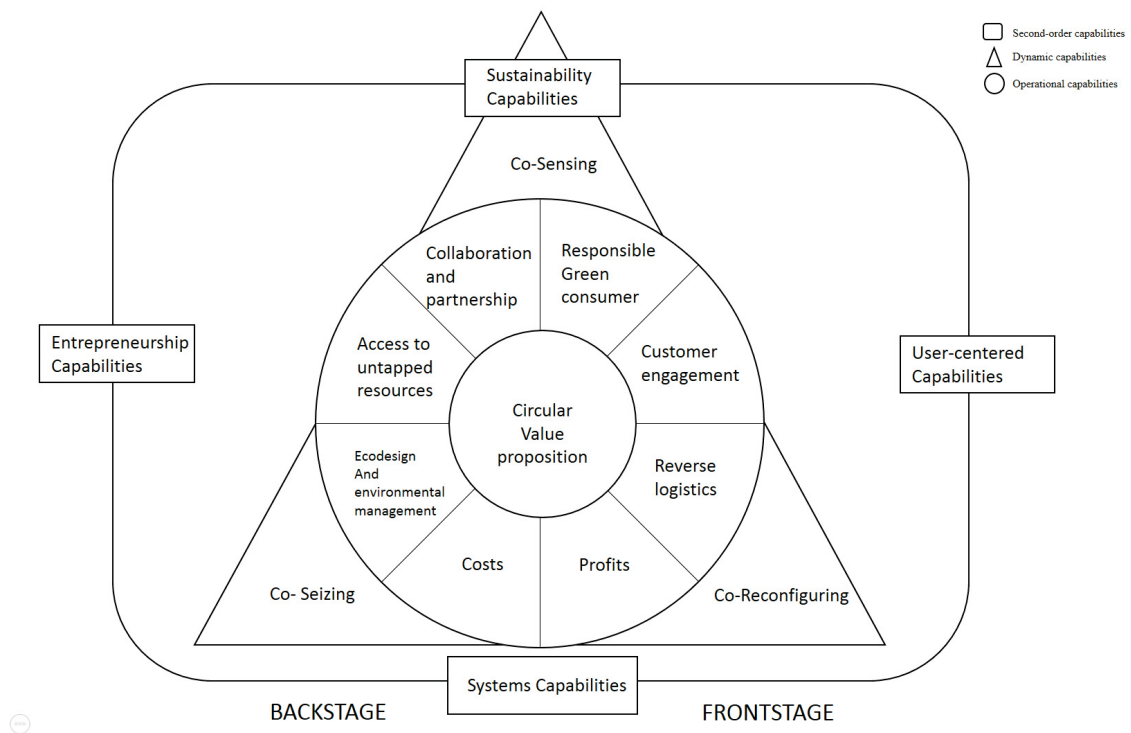 Second-order capabilities
Dynamic capabilities
Operational capabilities
Sustainability
Capabilities
Co-Sensing
Collaboration
and
partnership
Responsible
Green
consumer
Entrepreneurship
Capabilities
Access to
untapped
resources
Customer
engagement
User-centered
Capabilities
Circular
Value
proposition
Ecodesign
And
environmental
management
Reverse
logistics
Costs
Profits
Co- Seizing
Co-Reconfiguring
Systems Capabilities
BACKSTAGE
FRONTSTAGE